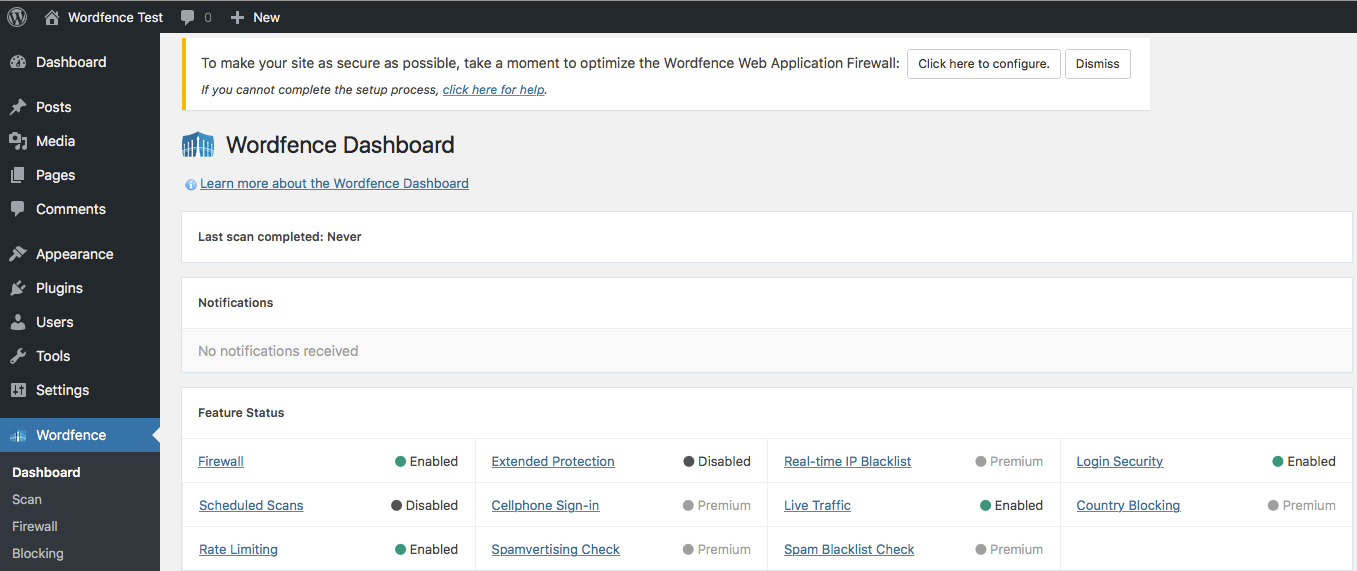 Wordfence Test 0 New
Dashboard
Posts
Media
Pages
Comments
Appearance
Plugins
Users
Tools
Settings
Wordfence
Dashboard
Scan
Firewall
Blocking
To make your site as secure as possible, take a moment to optimize the Wordfence Web Application Firewall: Click here to configure. Dismiss
If you cannot complete the setup process, click here for help.
Wordfence Dashboard
Learn more about the Wordfence Dashboard
Last scan completed: Never
Notifications
No notifications received
Feature Status
Firewall Enabled Extended Protection Disabled Real-time IP Blacklist Premium Login Security Enabled
Scheduled Scans Disabled Cellphone Sign-in Premium Live Traffic Enabled Country Blocking Premium
Rate Limiting Enabled Spamvertising Check Premium Spam Blacklist Check Premium